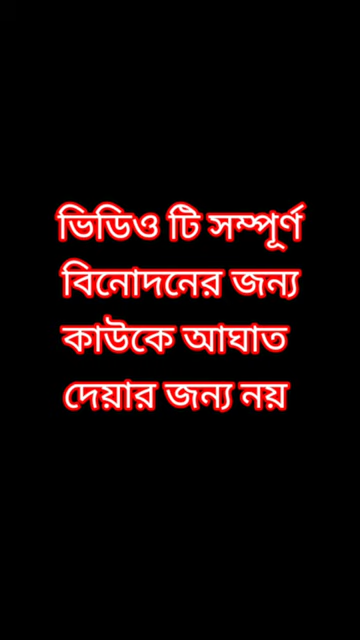 ভিডিও টি সম্পূর্ণ
বিনোদনের জন্য
কাউকে আঘাত
দেয়ার জন্য নয়